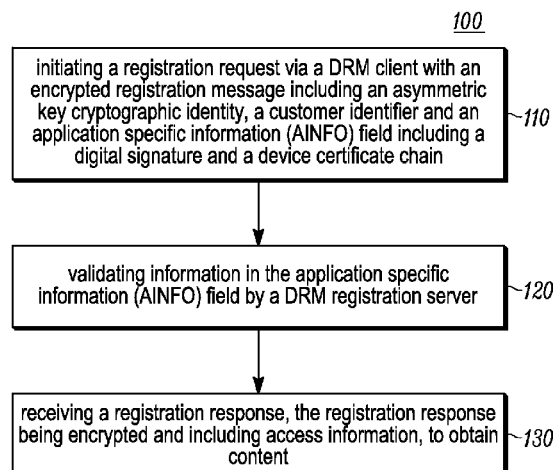 100
initiating a registration request via a DRM client with an
encrypted registration message including an asymmetric
key cryptographic identity, a customer identifier and an
application specific information (AINFO) field including a
digital signature and a device certificate chain
110
validating information in the application specific
information (AINFO) field by a DRM registration server
120
receiving a registration response, the registration response
being encrypted and including access information, to obtain
content
130